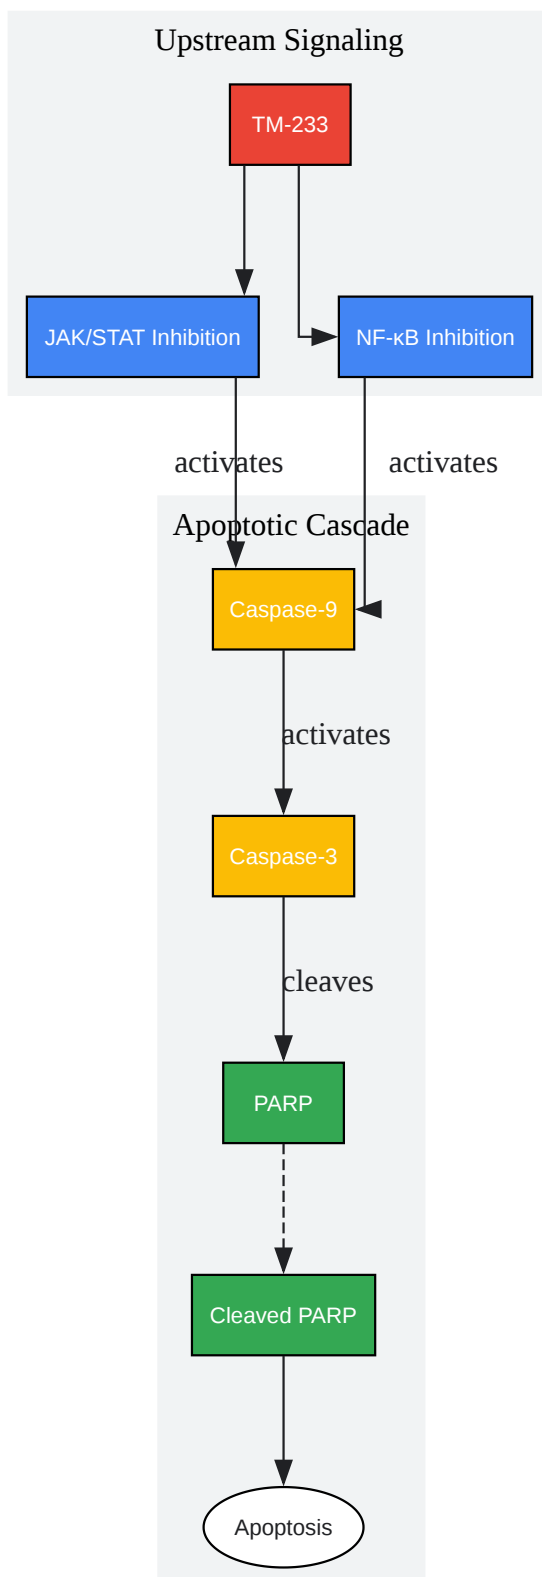 Upstream Signaling
TM-233
JAK/STAT Inhibition
NF-κB Inhibition
activates
activates
Apoptotic Cascade
Caspase-9
activates
Caspase-3
cleaves
PARP
Cleaved PARP
Apoptosis